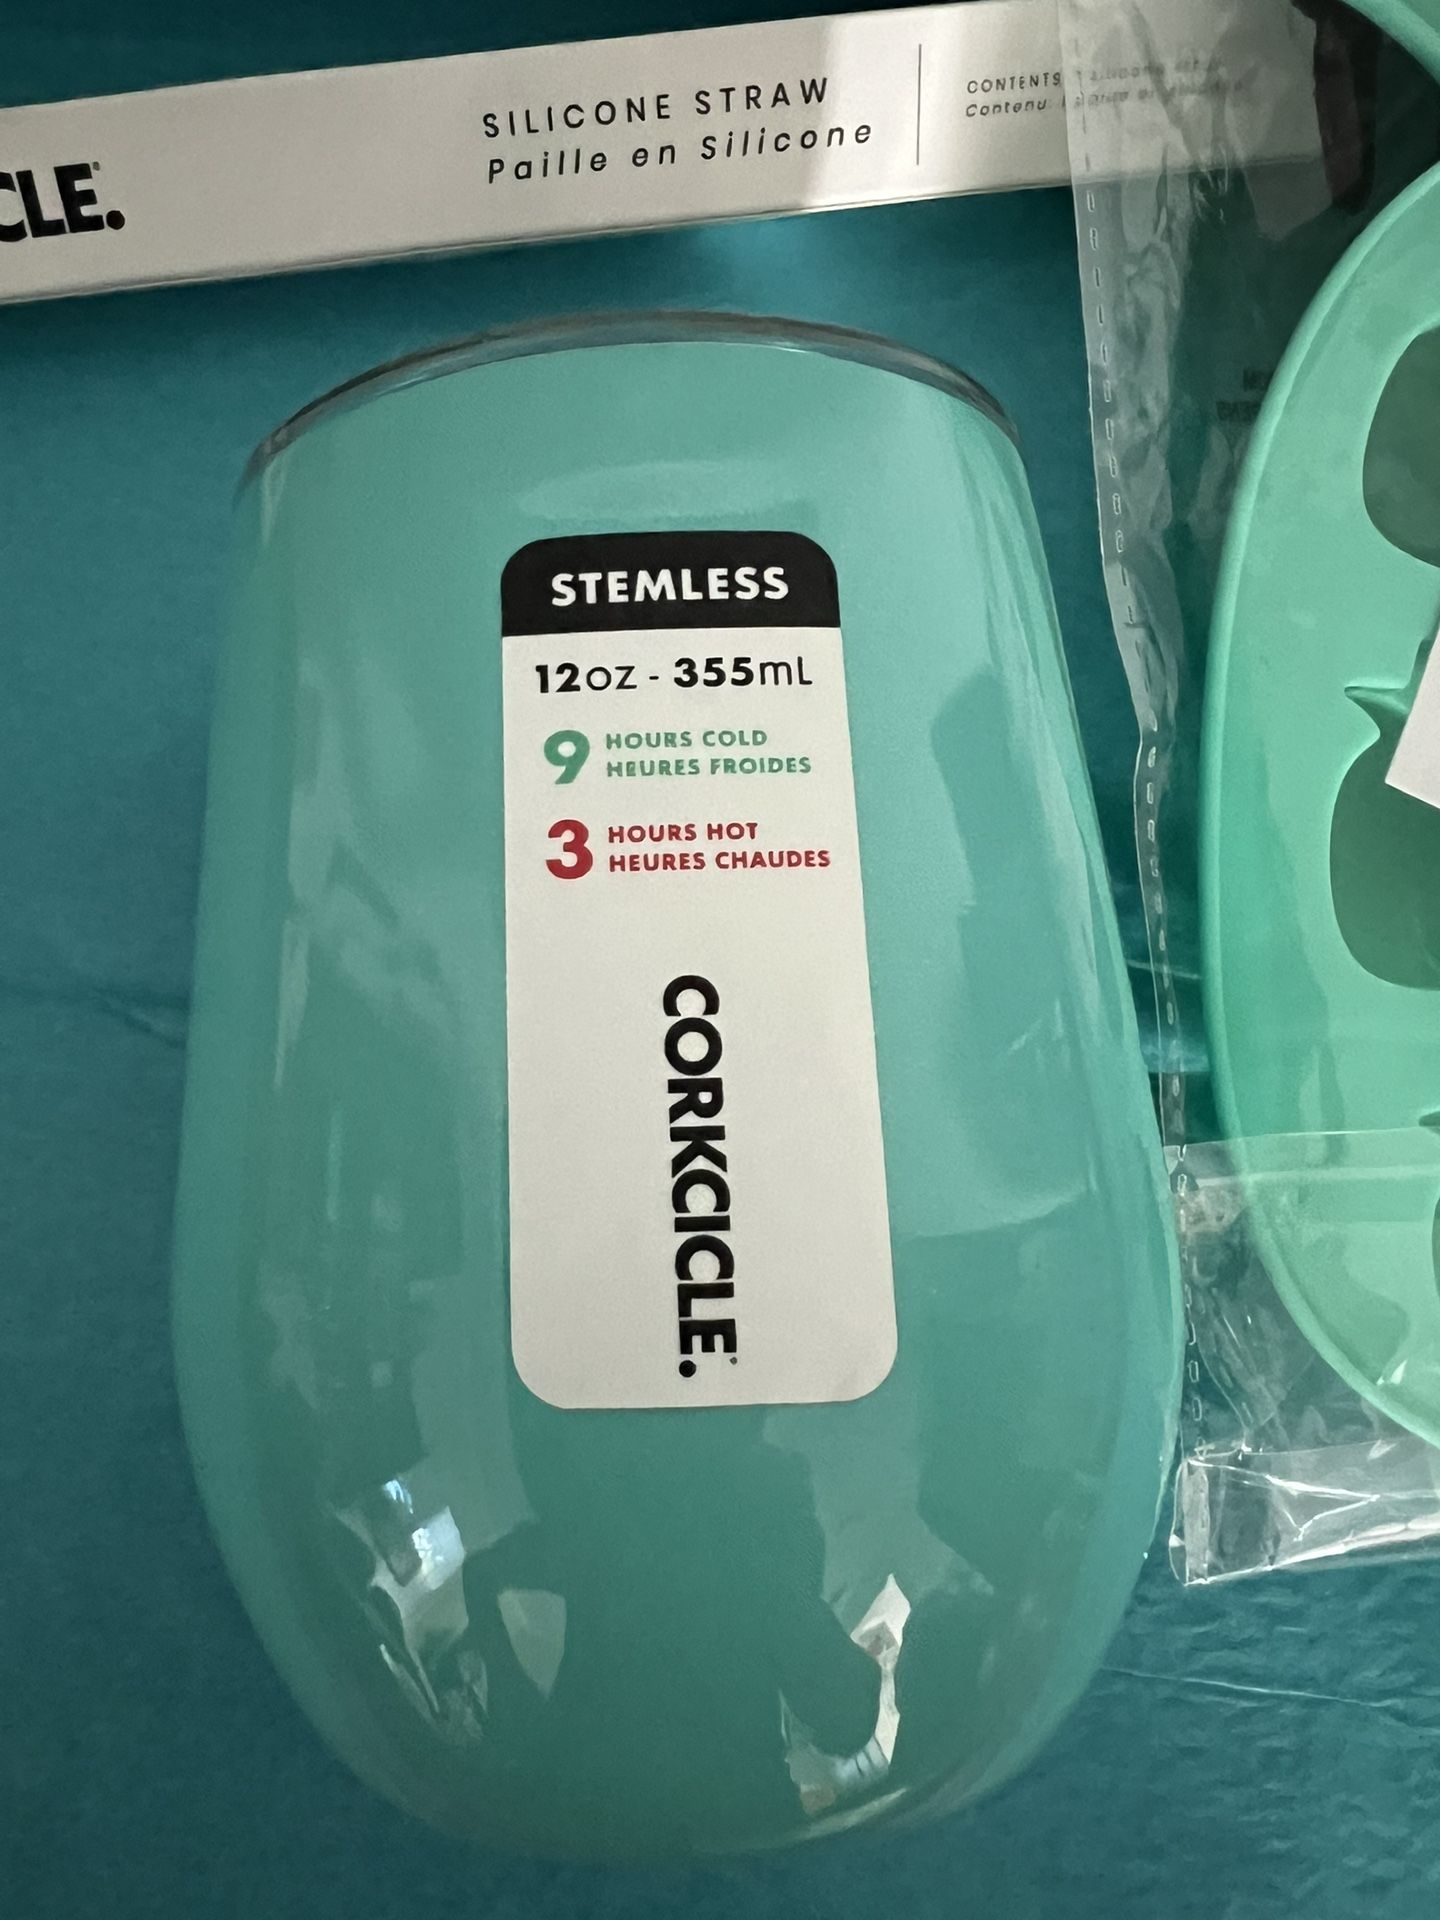 CLE.
SILICONE STRAW
Paille en Silicone
CONTENTS
Contenu:
STEMLESS
12oz - 355mL
9 HOURS COLD
HEURES FROIDES
3 HOURS HOT
HEURES CHAUDES
CORKCICLE.